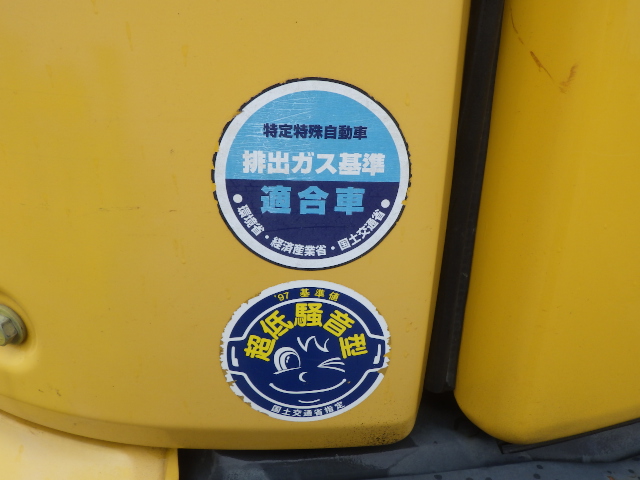 特定特殊自動車
排出ガス基準
適合車
●環境省・経済産業省・国土交通省●
'97 基準値
超低騒音型
国土交通省指定